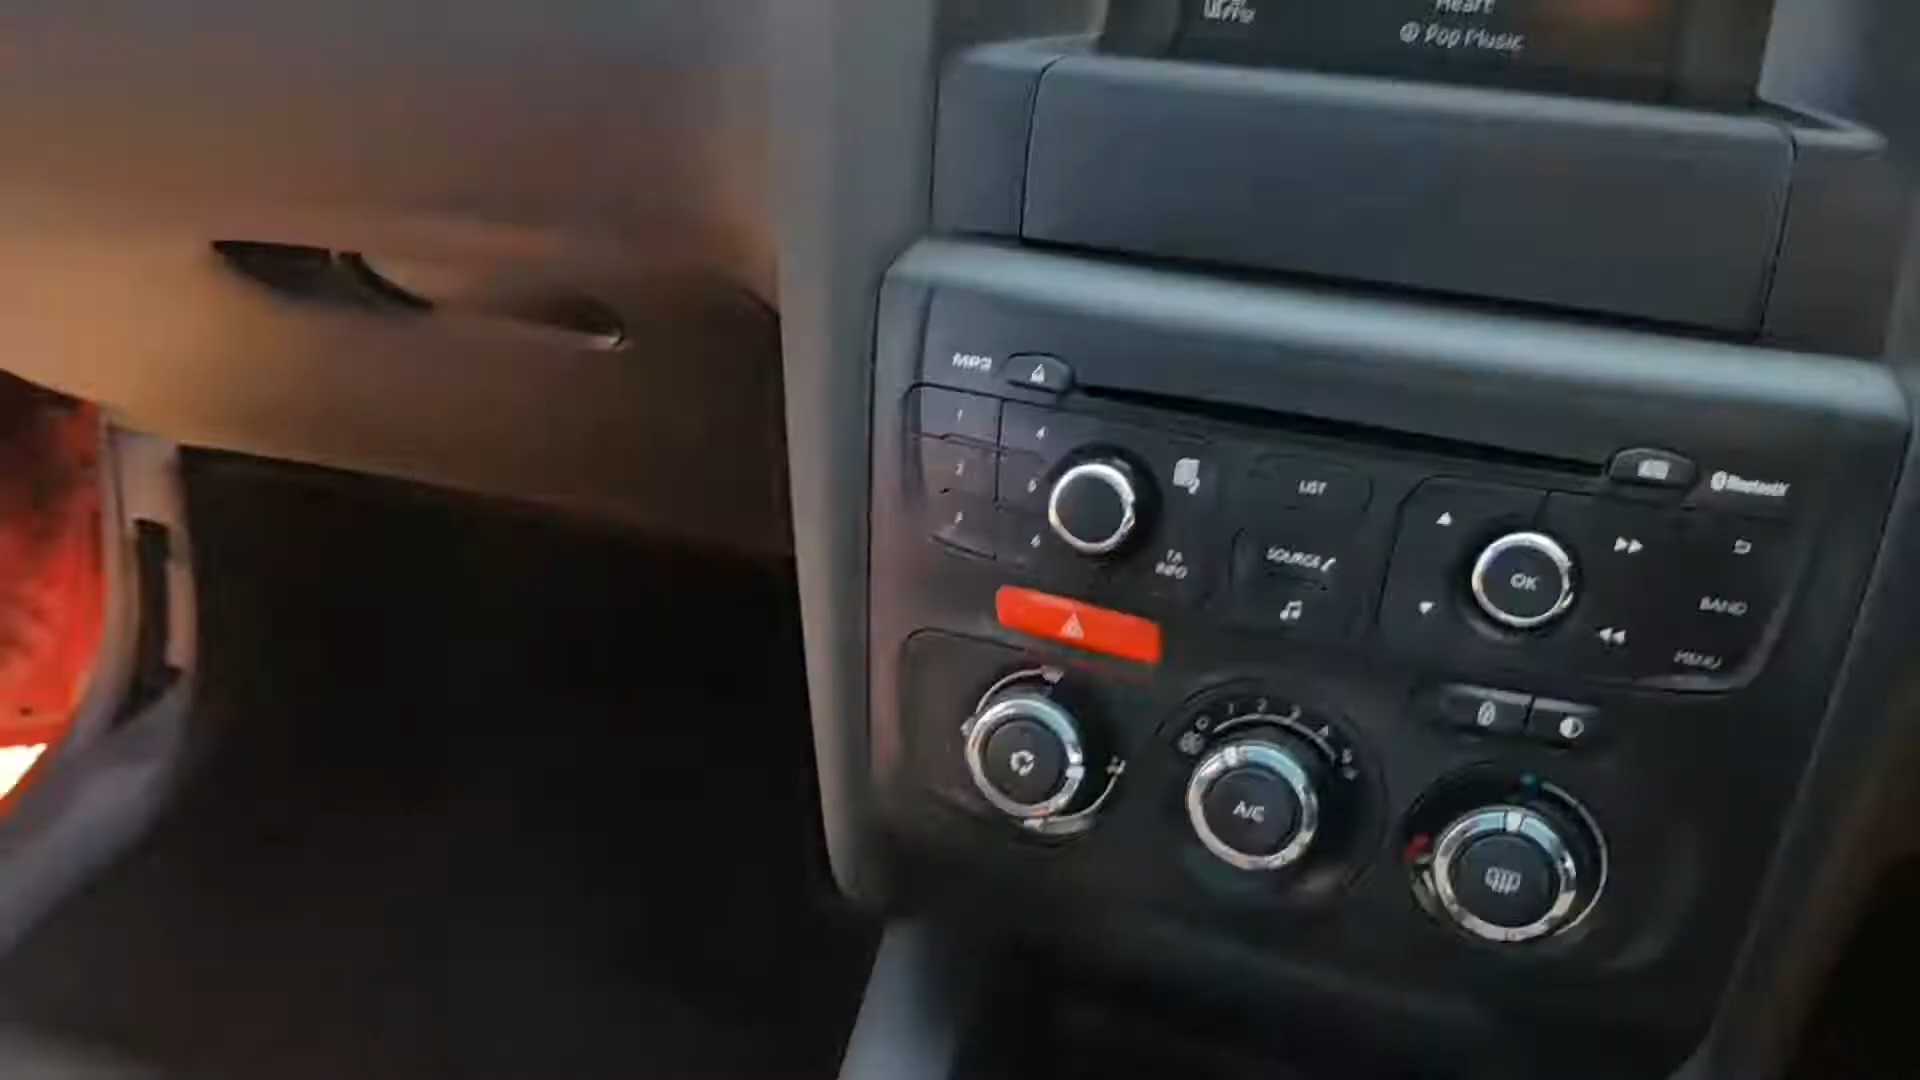 Heart
@ Pop Music
MP3
Bluetooth
1
4
2
5
3
6
LIST
TA
INFO
SOURCE
OK
BAND
MENU
0 1 2 3 4 5
A/C